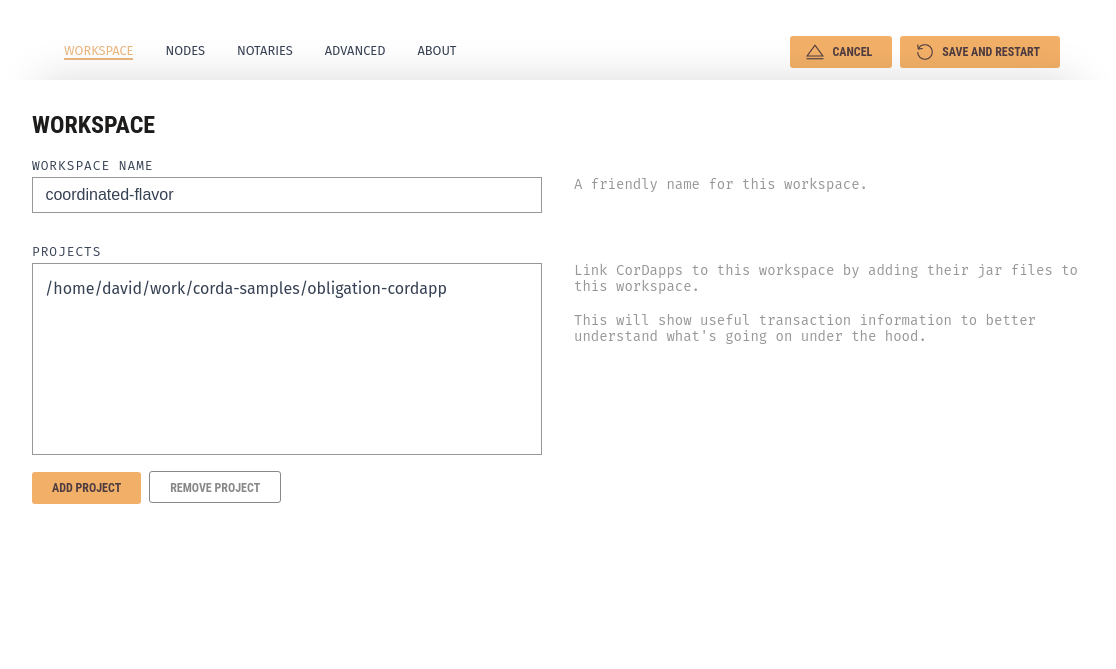 WORKSPACE NODES NOTARIES ADVANCED ABOUT CANCEL SAVE AND RESTART
WORKSPACE
WORKSPACE NAME
coordinated-flavor
A friendly name for this workspace.
PROJECTS
/home/david/work/corda-samples/obligation-cordapp
Link CorDapps to this workspace by adding their jar files to
this workspace.
This will show useful transaction information to better
understand what's going on under the hood.
ADD PROJECT REMOVE PROJECT